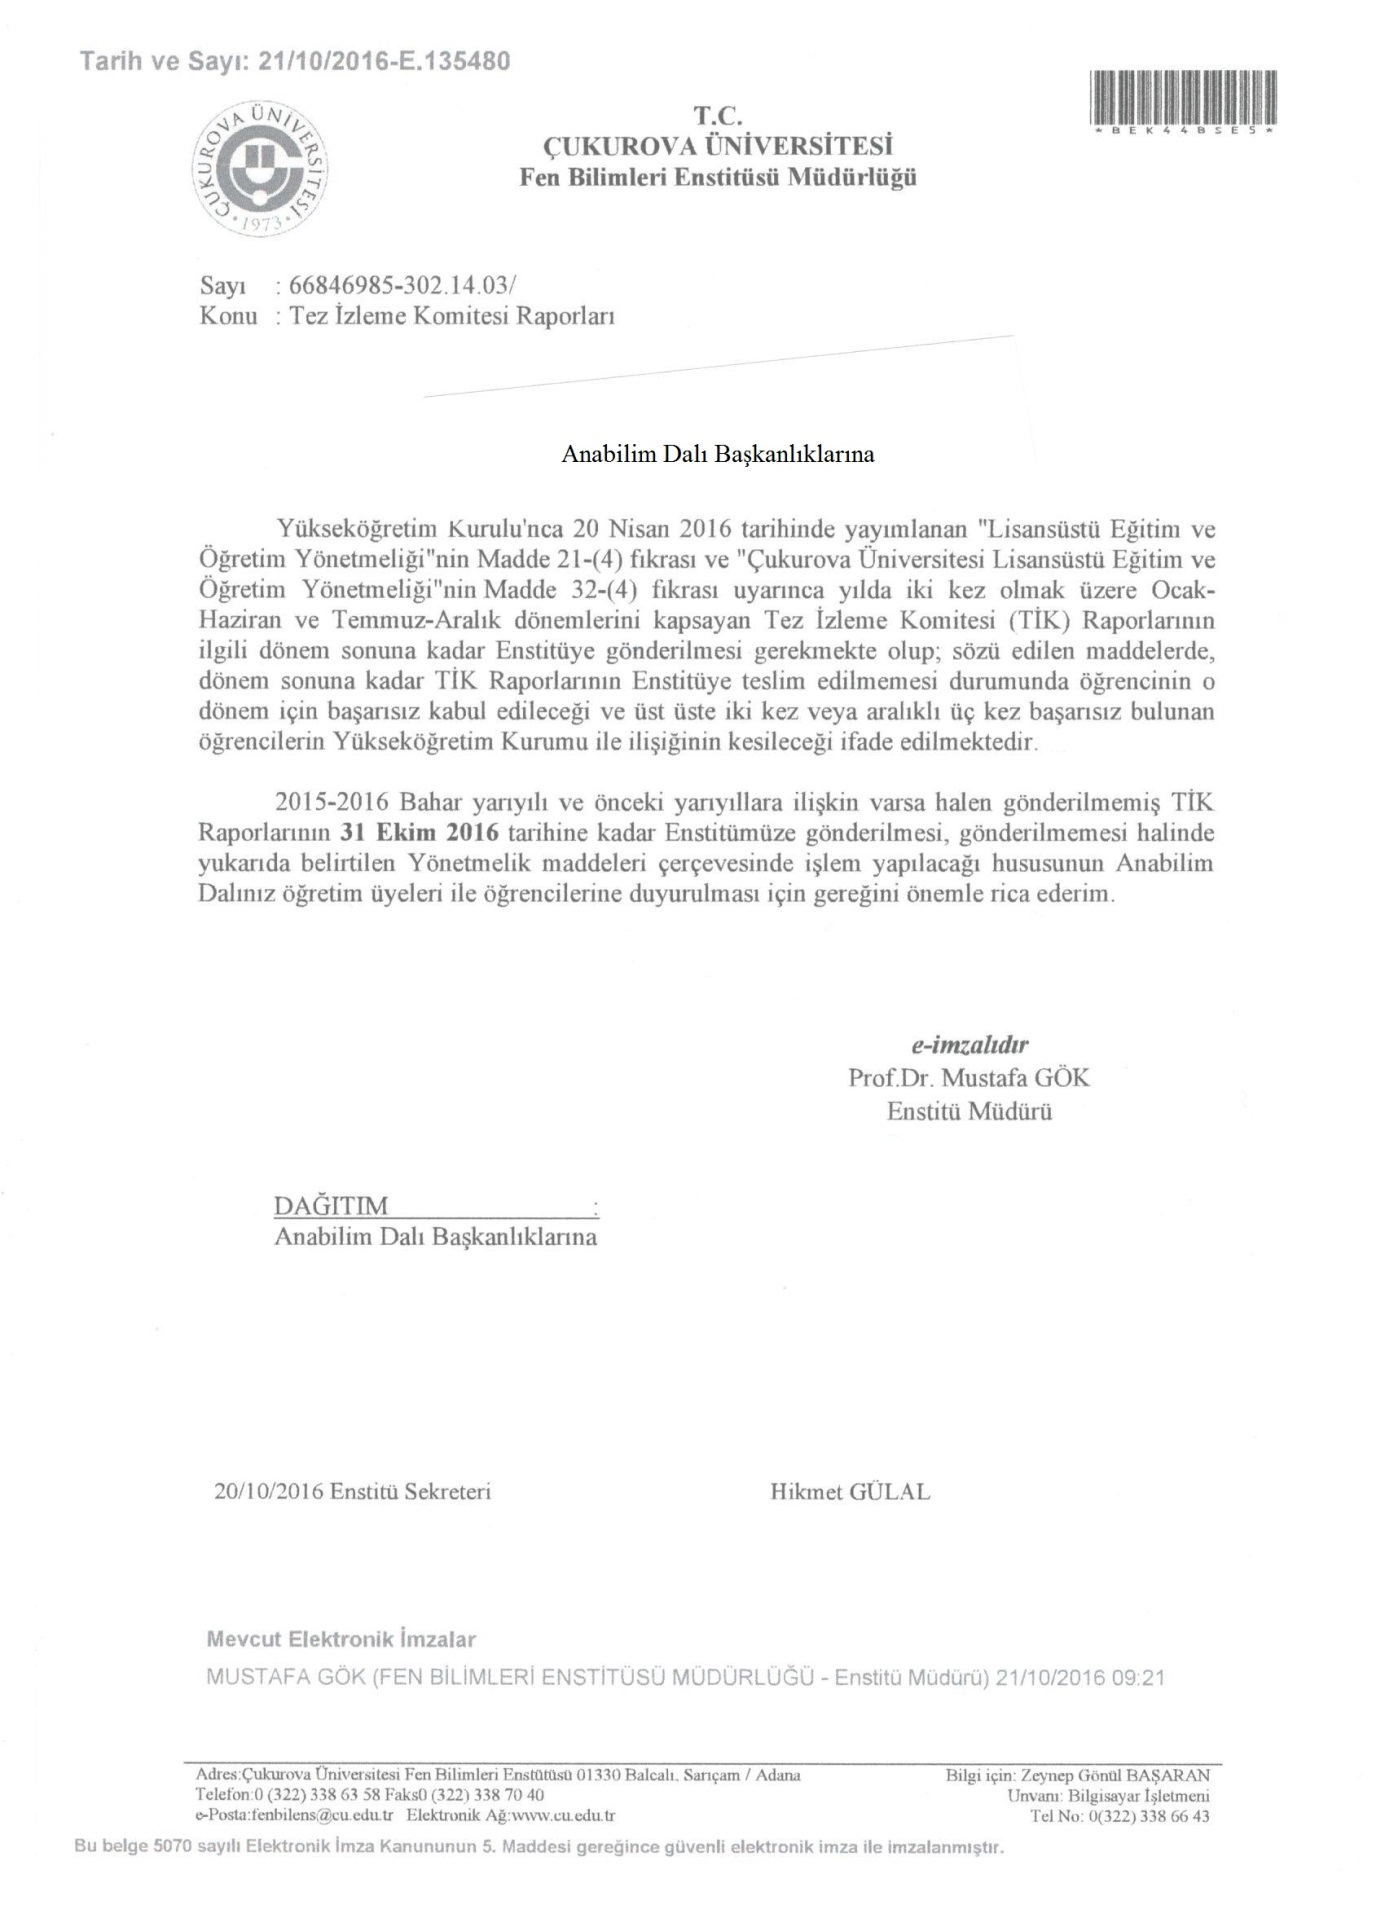 Tarih ve Sayı: 21/10/2016-E.135480
*BEK44BSE5*
ÇUKUROVA ÜNİVERSİTESİ
·1973·
T.C.
ÇUKUROVA ÜNİVERSİTESİ
Fen Bilimleri Enstitüsü Müdürlüğü
Sayı : 66846985-302.14.03/
Konu : Tez İzleme Komitesi Raporları
Anabilim Dalı Başkanlıklarına
Yükseköğretim Kurulu'nca 20 Nisan 2016 tarihinde yayımlanan "Lisansüstü Eğitim ve
Öğretim Yönetmeliği"nin Madde 21-(4) fıkrası ve "Çukurova Üniversitesi Lisansüstü Eğitim ve
Öğretim Yönetmeliği"nin Madde 32-(4) fıkrası uyarınca yılda iki kez olmak üzere Ocak-
Haziran ve Temmuz-Aralık dönemlerini kapsayan Tez İzleme Komitesi (TİK) Raporlarının
ilgili dönem sonuna kadar Enstitüye gönderilmesi gerekmekte olup; sözü edilen maddelerde,
dönem sonuna kadar TİK Raporlarının Enstitüye teslim edilmemesi durumunda öğrencinin o
dönem için başarısız kabul edileceği ve üst üste iki kez veya aralıklı üç kez başarısız bulunan
öğrencilerin Yükseköğretim Kurumu ile ilişiğinin kesileceği ifade edilmektedir.
2015-2016 Bahar yarıyılı ve önceki yarıyıllara ilişkin varsa halen gönderilmemiş TİK
Raporlarının 31 Ekim 2016 tarihine kadar Enstitümüze gönderilmesi, gönderilmemesi halinde
yukarıda belirtilen Yönetmelik maddeleri çerçevesinde işlem yapılacağı hususunun Anabilim
Dalınız öğretim üyeleri ile öğrencilerine duyurulması için gereğini önemle rica ederim.
e-imzalıdır
Prof.Dr. Mustafa GÖK
Enstitü Müdürü
DAĞITIM :
Anabilim Dalı Başkanlıklarına
20/10/2016 Enstitü Sekreteri Hikmet GÜLAL
Mevcut Elektronik İmzalar
MUSTAFA GÖK (FEN BİLİMLERİ ENSTİTÜSÜ MÜDÜRLÜĞÜ - Enstitü Müdürü) 21/10/2016 09:21
Adres:Çukurova Üniversitesi Fen Bilimleri Enstütüsü 01330 Balcalı, Sarıçam / Adana
Telefon:0 (322) 338 63 58 Faks0 (322) 338 70 40
e-Posta:fenbilens@cu.edu.tr Elektronik Ağ:www.cu.edu.tr
Bilgi için: Zeynep Gönül BAŞARAN
Unvanı: Bilgisayar İşletmeni
Tel No: 0(322) 338 66 43
Bu belge 5070 sayılı Elektronik İmza Kanununun 5. Maddesi gereğince güvenli elektronik imza ile imzalanmıştır.